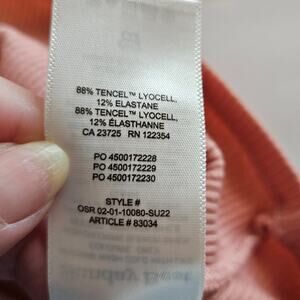 88% TENCEL™ LYOCELL,
12% ELASTANE
88% TENCEL™ LYOCELL,
12% ÉLASTHANNE
CA 23725 RN 122354
PO 4500172228
PO 4500172229
PO 4500172230
STYLE #
OSR 02-01-10080-SU22
ARTICLE # 83034